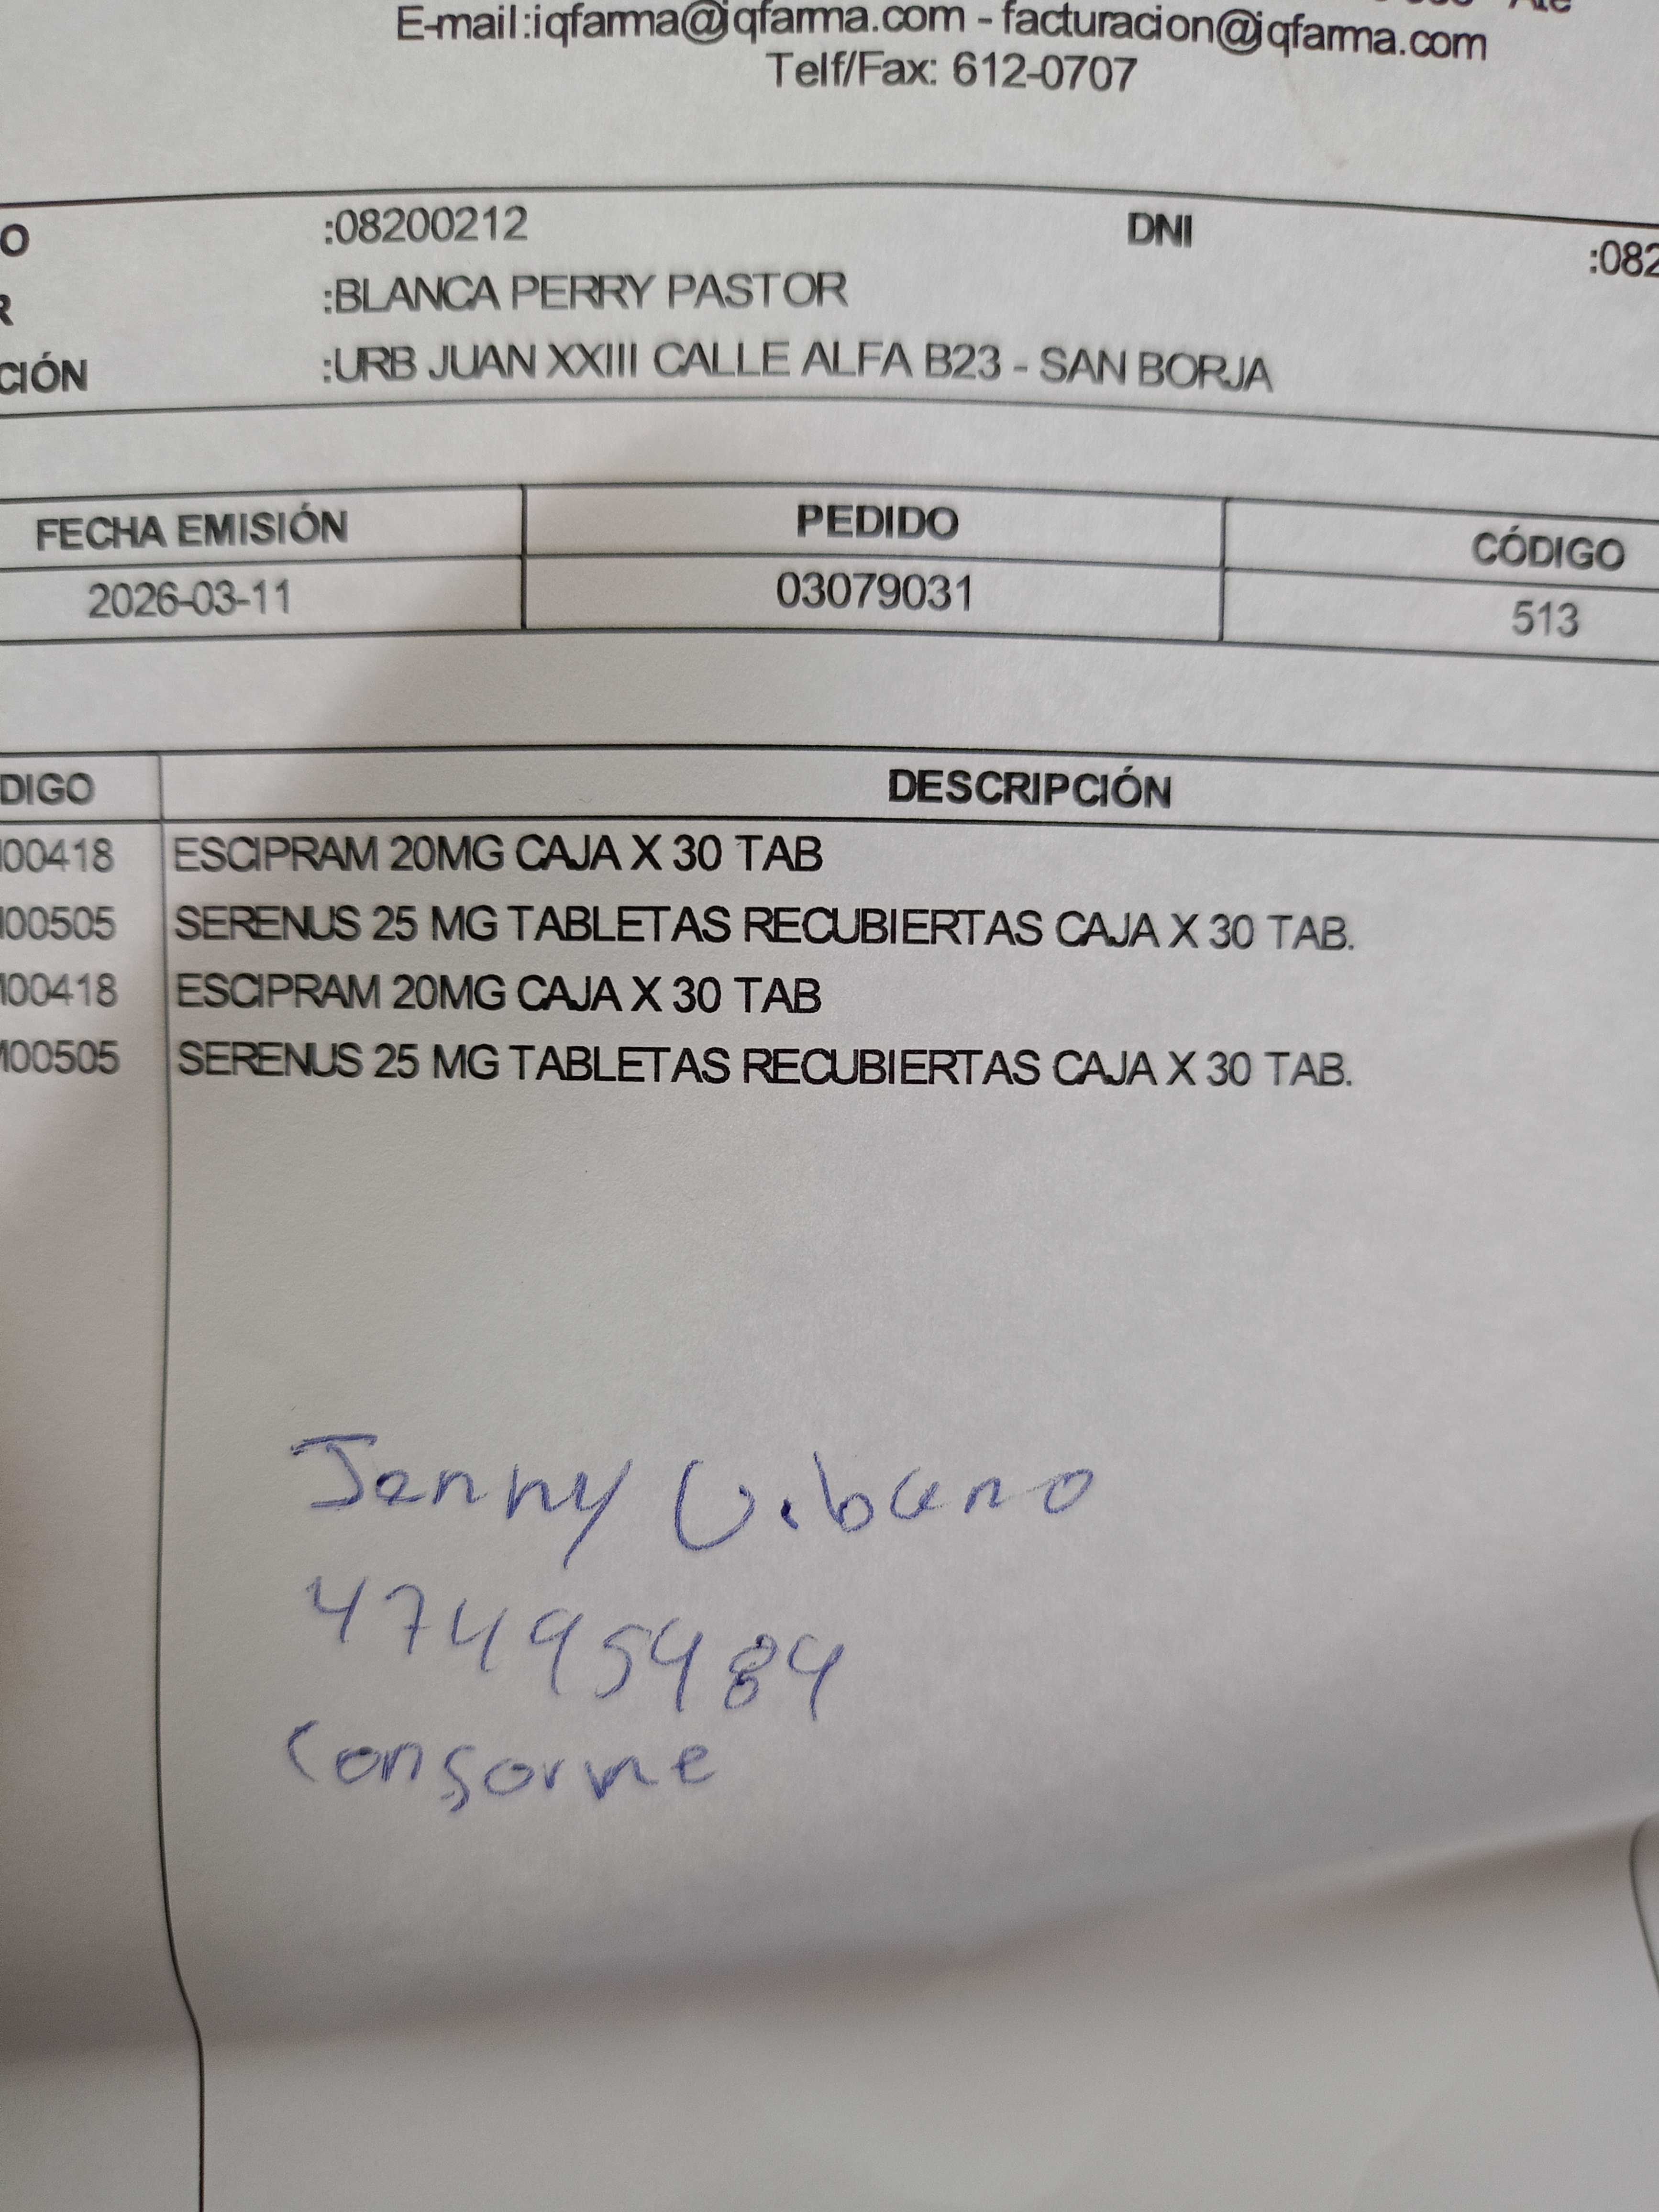 E-mail:iqfarma@iqfarma.com - facturacion@iqfarma.com
Telf/Fax: 612-0707
O :08200212 DNI :082
R :BLANCA PERRY PASTOR
CIÓN :URB JUAN XXIII CALLE ALFA B23 - SAN BORJA
FECHA EMISIÓN PEDIDO CÓDIGO
2026-03-11 03079031 513
DIGO DESCRIPCIÓN
00418 ESCIPRAM 20MG CAJA X 30 TAB
00505 SERENUS 25 MG TABLETAS RECUBIERTAS CAJA X 30 TAB.
00418 ESCIPRAM 20MG CAJA X 30 TAB
00505 SERENUS 25 MG TABLETAS RECUBIERTAS CAJA X 30 TAB.
Jenny Urbano
47495484
Conforme